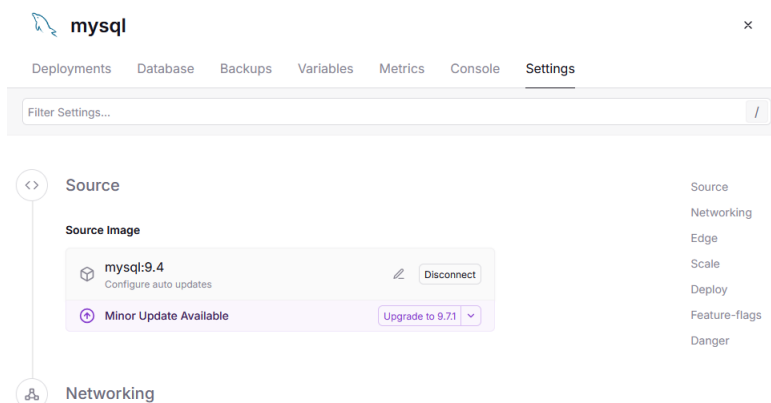 mysql
Deployments Database Backups Variables Metrics Console Settings
Filter Settings... /
Source
Source Image
mysql:9.4
Configure auto updates
Disconnect
Minor Update Available
Upgrade to 9.7.1
Networking
Source
Networking
Edge
Scale
Deploy
Feature-flags
Danger